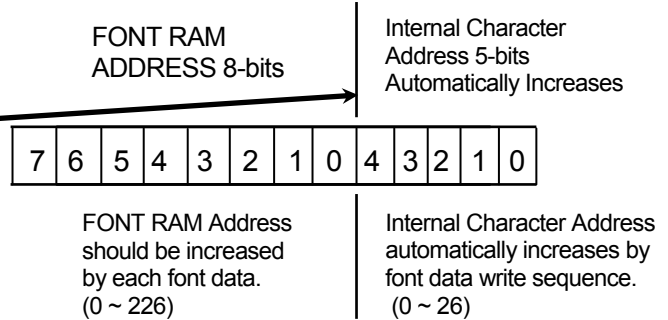 FONT RAM
ADDRESS 8-bits
Internal Character
Address 5-bits
Automatically Increases
7 6 5 4 3 2 1 0 4 3 2 1 0
FONT RAM Address
should be increased
by each font data.
(0 ~ 226)
Internal Character Address
automatically increases by
font data write sequence.
(0 ~ 26)